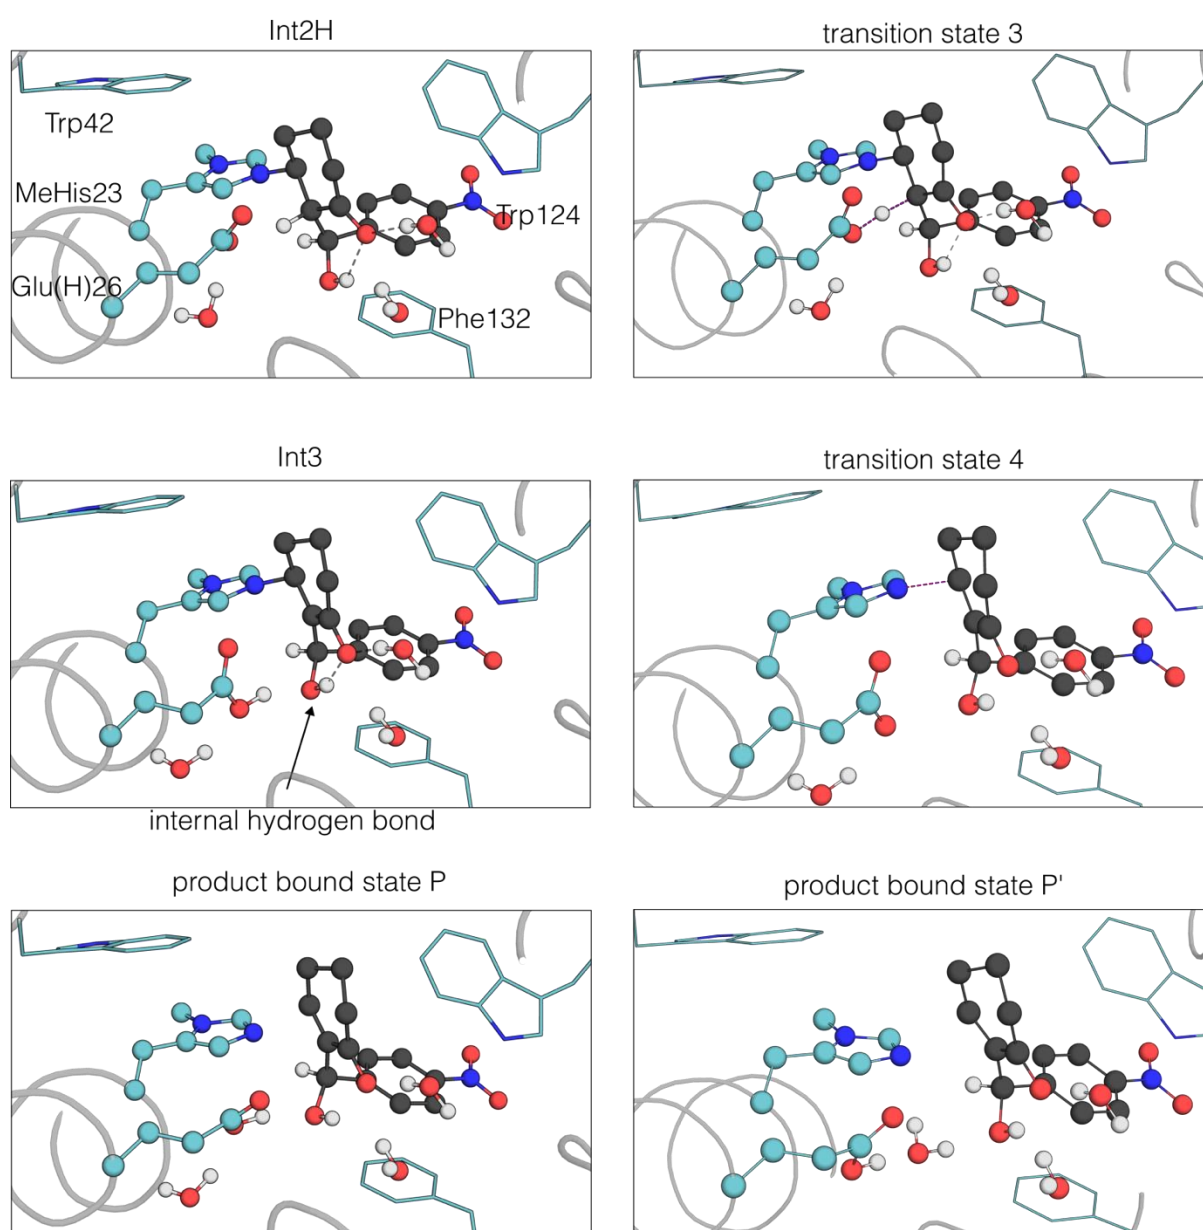 Int2H
transition state 3
Trp42
MeHis23
Trp124
Glu(H)26
Phe132
Int3
transition state 4
internal hydrogen bond
product bound state P
product bound state P'